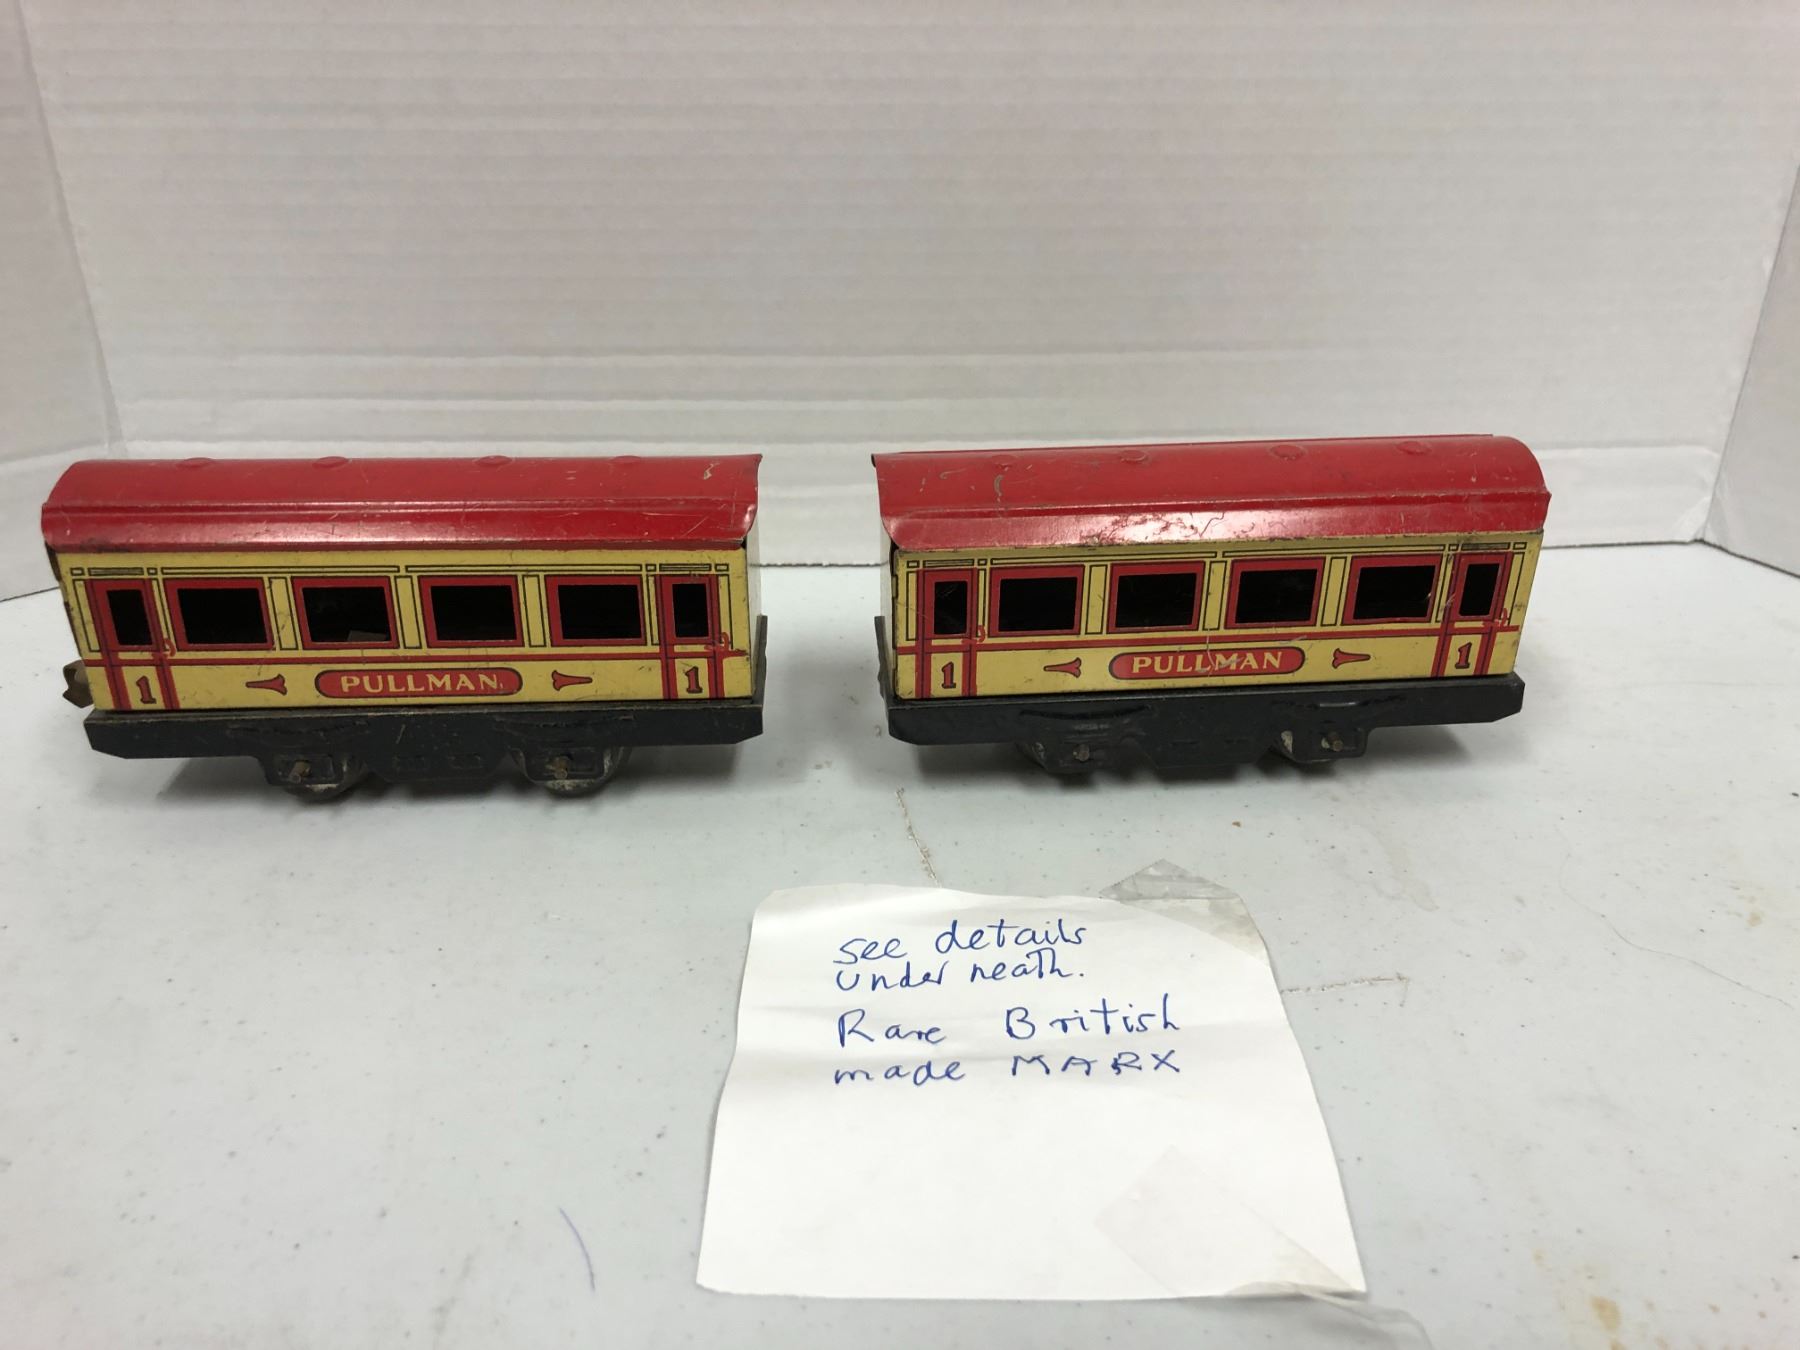 PULLMAN
1 1
PULLMAN
1 1
see details
under neath.
Rare British
made MARX